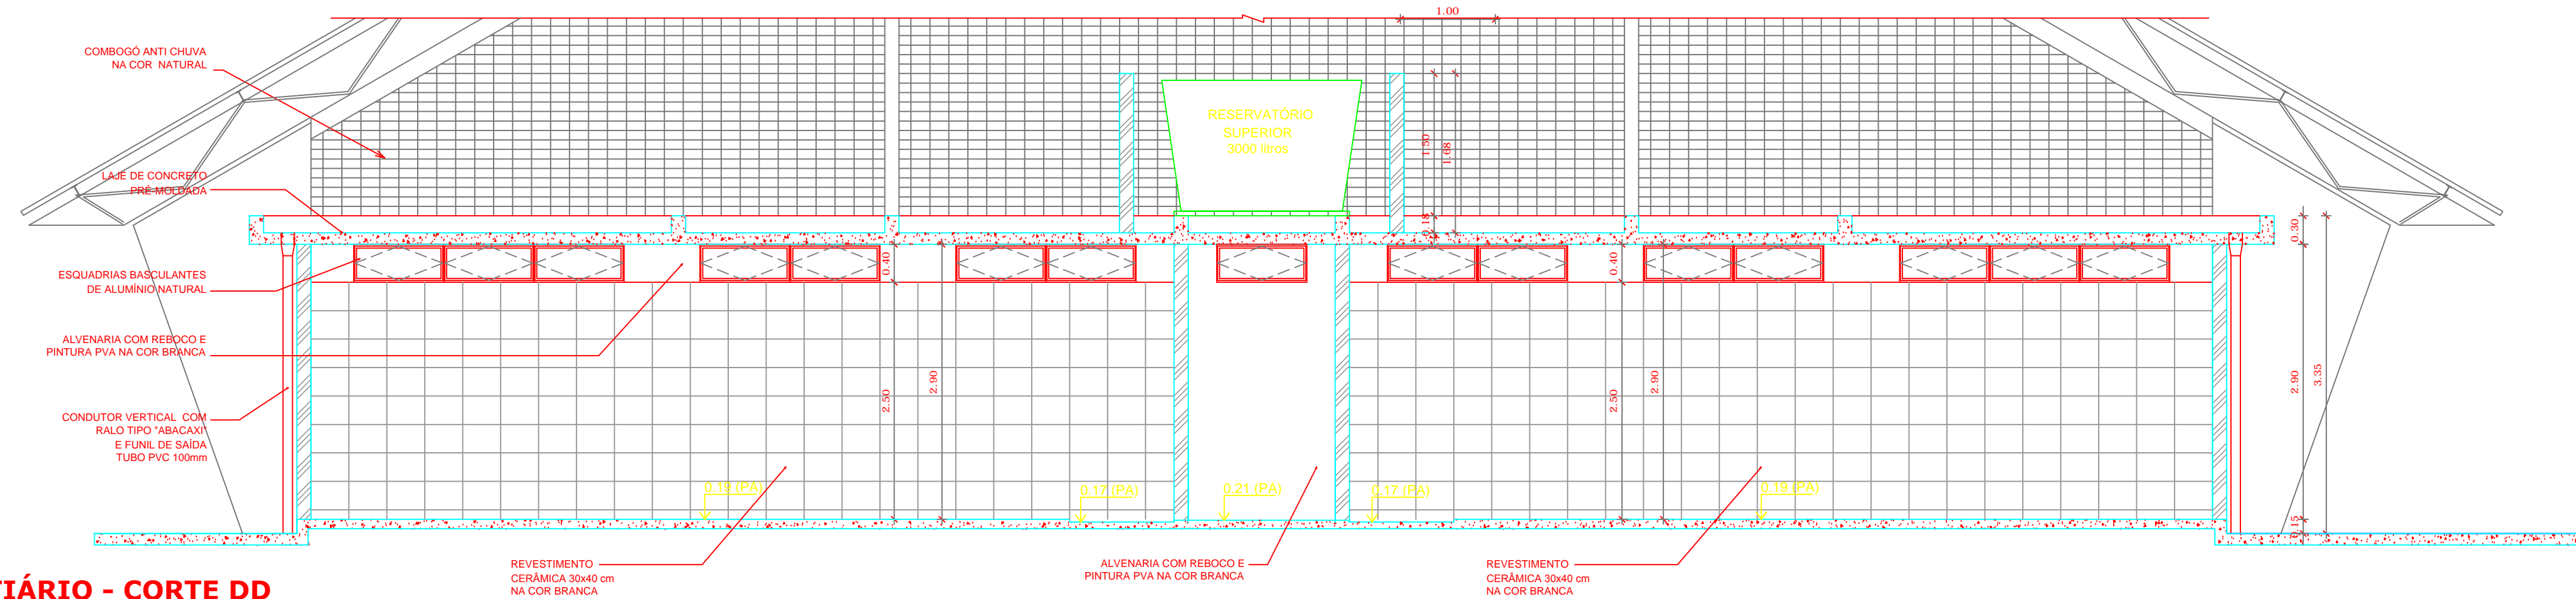 1.00
COMBOGÓ ANTI CHUVA
NA COR NATURAL
RESERVATÓRIO
SUPERIOR
3000 litros
1.50
1.68
LAJE DE CONCRETO
PRÉ-MOLDADA
0.18
0.30
ESQUADRIAS BASCULANTES
DE ALUMÍNIO NATURAL
0.40
0.40
ALVENARIA COM REBOCO E
PINTURA PVA NA COR BRANCA
2.50
2.90
2.50
2.90
2.90
3.35
CONDUTOR VERTICAL COM
RALO TIPO "ABACAXI"
E FUNIL DE SAÍDA
TUBO PVC 100mm
0.19 (PA)
0.17 (PA)
0.21 (PA)
0.17 (PA)
0.19 (PA)
0.15
REVESTIMENTO
CERÂMICA 30x40 cm
NA COR BRANCA
ALVENARIA COM REBOCO E
PINTURA PVA NA COR BRANCA
REVESTIMENTO
CERÂMICA 30x40 cm
NA COR BRANCA
TIÁRIO - CORTE DD